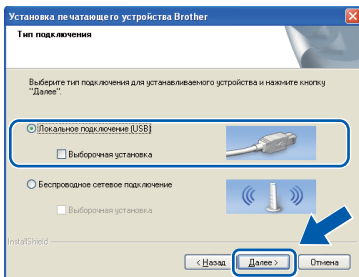 Установка печатающего устройства Brother
Тип подключения
Выберите тип подключения для устанавливаемого устройства и нажмите кнопку
"Далее".
Локальное подключение (USB)
Выборочная установка
Беспроводное сетевое подключение
Выборочная установка
InstallShield
< Назад
Далее >
Отмена